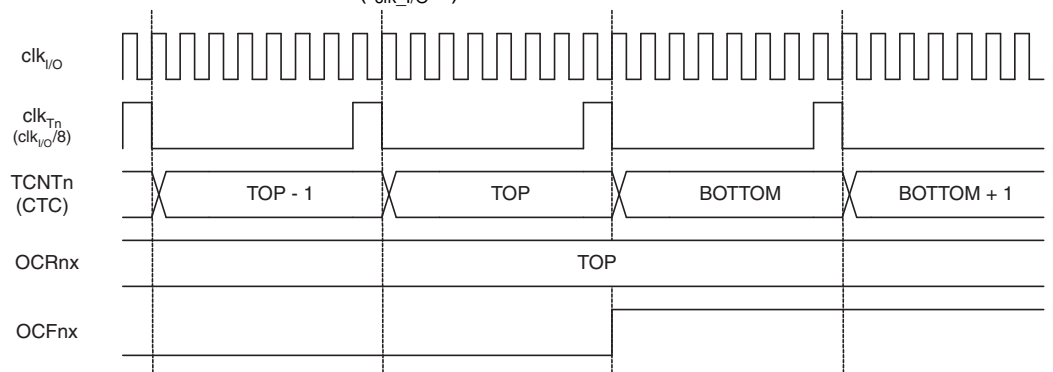 clkI/O
clkTn
(clkI/O/8)
TCNTn
(CTC)
TOP - 1
TOP
BOTTOM
BOTTOM + 1
OCRnx
TOP
OCFnx